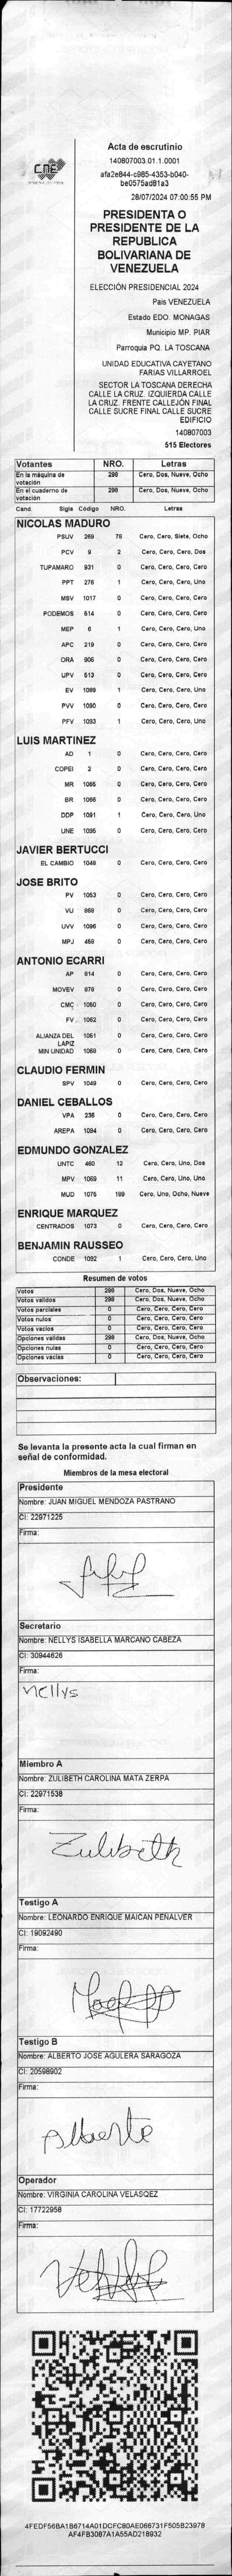 CNE
Acta de escrutinio
140807003.01.1.0001
afa2e844-c985-4353-b040-
be0575ad81a3
28/07/2024 07:00:55 PM
PRESIDENTA O
PRESIDENTE DE LA
REPUBLICA
BOLIVARIANA DE
VENEZUELA
ELECCIÓN PRESIDENCIAL 2024
Pais VENEZUELA
Estado EDO. MONAGAS
Municipio MP. PIAR
Parroquia PQ. LA TOSCANA
UNIDAD EDUCATIVA CAYETANO
FARIAS VILLARROEL
SECTOR LA TOSCANA DERECHA
CALLE LA CRUZ. IZQUIERDA CALLE
LA CRUZ. FRENTE CALLEJÓN FINAL
CALLE SUCRE FINAL CALLE SUCRE
EDIFICIO
140807003
515 Electores
Votantes NRO. Letras
En la máquina de votación 298 Cero, Dos, Nueve, Ocho
En el cuaderno de votación 298 Cero, Dos, Nueve, Ocho
Cand. Sigla Código NRO. Letras
NICOLAS MADURO
PSUV 269 78 Cero, Cero, Siete, Ocho
PCV 9 2 Cero, Cero, Cero, Dos
TUPAMARO 931 0 Cero, Cero, Cero, Cero
PPT 276 1 Cero, Cero, Cero, Uno
MSV 1017 0 Cero, Cero, Cero, Cero
PODEMOS 514 0 Cero, Cero, Cero, Cero
MEP 6 1 Cero, Cero, Cero, Uno
APC 219 0 Cero, Cero, Cero, Cero
ORA 906 0 Cero, Cero, Cero, Cero
UPV 513 0 Cero, Cero, Cero, Cero
EV 1089 1 Cero, Cero, Cero, Uno
PVV 1090 0 Cero, Cero, Cero, Cero
PFV 1093 1 Cero, Cero, Cero, Uno
LUIS MARTINEZ
AD 1 0 Cero, Cero, Cero, Cero
COPEI 2 0 Cero, Cero, Cero, Cero
MR 1065 0 Cero, Cero, Cero, Cero
BR 1066 0 Cero, Cero, Cero, Cero
DDP 1091 1 Cero, Cero, Cero, Uno
UNE 1095 0 Cero, Cero, Cero, Cero
JAVIER BERTUCCI
EL CAMBIO 1048 0 Cero, Cero, Cero, Cero
JOSE BRITO
PV 1053 0 Cero, Cero, Cero, Cero
VU 868 0 Cero, Cero, Cero, Cero
UVV 1096 0 Cero, Cero, Cero, Cero
MPJ 458 0 Cero, Cero, Cero, Cero
ANTONIO ECARRI
AP 814 0 Cero, Cero, Cero, Cero
MOVEV 878 0 Cero, Cero, Cero, Cero
CMC 1050 0 Cero, Cero, Cero, Cero
FV 1062 0 Cero, Cero, Cero, Cero
ALIANZA DEL LAPIZ 1051 0 Cero, Cero, Cero, Cero
MIN UNIDAD 1068 0 Cero, Cero, Cero, Cero
CLAUDIO FERMIN
SPV 1049 0 Cero, Cero, Cero, Cero
DANIEL CEBALLOS
VPA 236 0 Cero, Cero, Cero, Cero
AREPA 1094 0 Cero, Cero, Cero, Cero
EDMUNDO GONZALEZ
UNTC 460 12 Cero, Cero, Uno, Dos
MPV 1069 11 Cero, Cero, Uno, Uno
MUD 1075 189 Cero, Uno, Ocho, Nueve
ENRIQUE MARQUEZ
CENTRADOS 1073 0 Cero, Cero, Cero, Cero
BENJAMIN RAUSSEO
CONDE 1092 1 Cero, Cero, Cero, Uno
Resumen de votos
Votos 298 Cero, Dos, Nueve, Ocho
Votos validos 298 Cero, Dos, Nueve, Ocho
Votos parciales 0 Cero, Cero, Cero, Cero
Votos nulos 0 Cero, Cero, Cero, Cero
Votos vacios 0 Cero, Cero, Cero, Cero
Opciones validas 298 Cero, Dos, Nueve, Ocho
Opciones nulas 0 Cero, Cero, Cero, Cero
Opciones vacias 0 Cero, Cero, Cero, Cero
Observaciones:
Se levanta la presente acta la cual firman en
señal de conformidad.
Miembros de la mesa electoral
Presidente
Nombre: JUAN MIGUEL MENDOZA PASTRANO
CI: 22971225
Firma:
Secretario
Nombre: NELLYS ISABELLA MARCANO CABEZA
CI: 30944626
Firma:
Nellys
Miembro A
Nombre: ZULIBETH CAROLINA MATA ZERPA
CI: 22971538
Firma:
Zulibeth
Testigo A
Nombre: LEONARDO ENRIQUE MAICAN PEÑALVER
CI: 19092490
Firma:
Testigo B
Nombre: ALBERTO JOSE AGULERA SARAGOZA
CI: 20598902
Firma:
Alberto
Operador
Nombre: VIRGINIA CAROLINA VELASQEZ
CI: 17722958
Firma:
4FEDF56BA1B6714A01DCFC80AE066731F505B23978
AF4FB3087A1A55AD218932